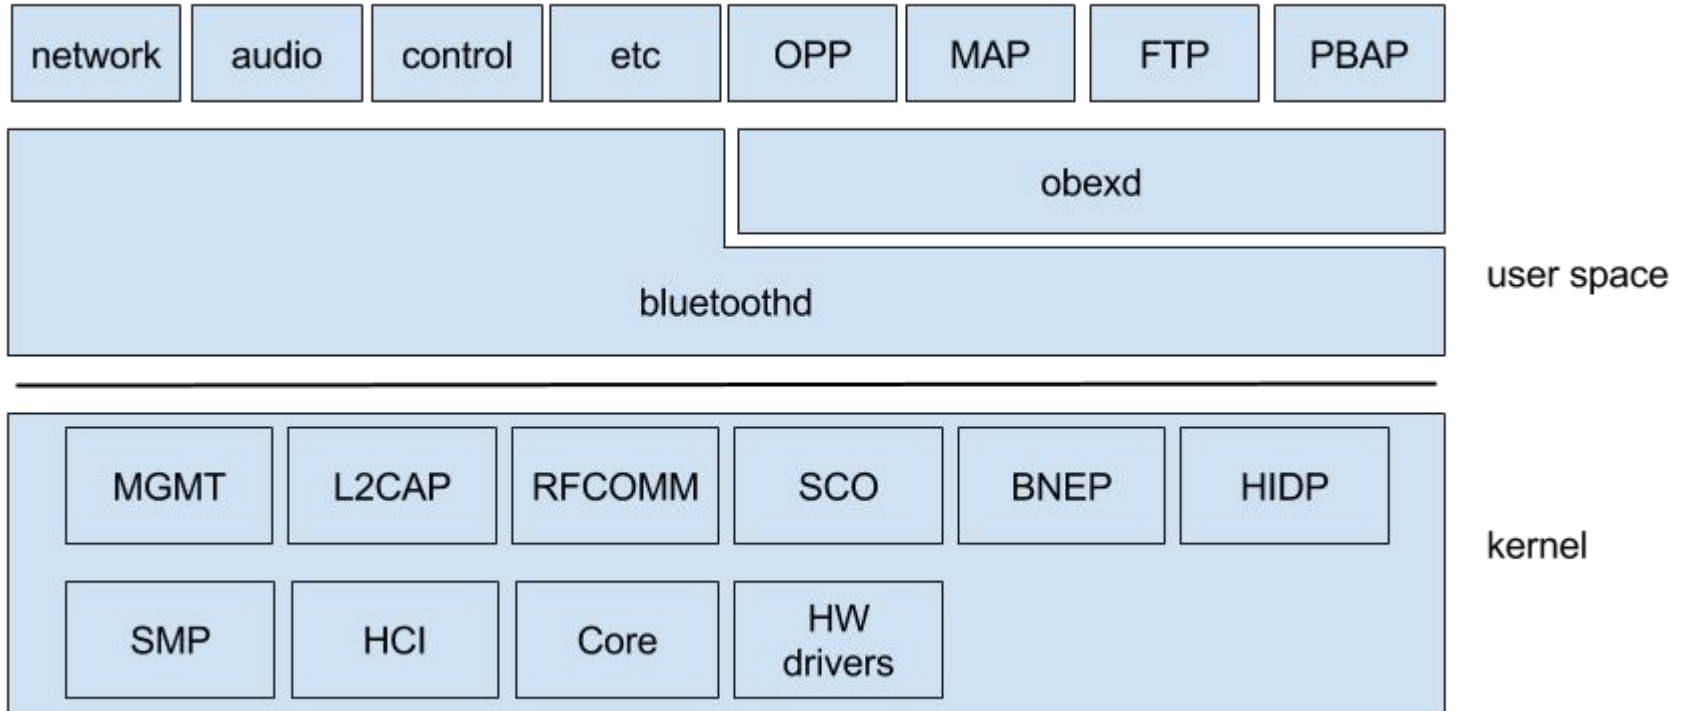 network
audio
control
etc
OPP
MAP
FTP
PBAP
obexd
bluetoothd
user space
MGMT
L2CAP
RFCOMM
SCO
BNEP
HIDP
kernel
SMP
HCI
Core
HW
drivers